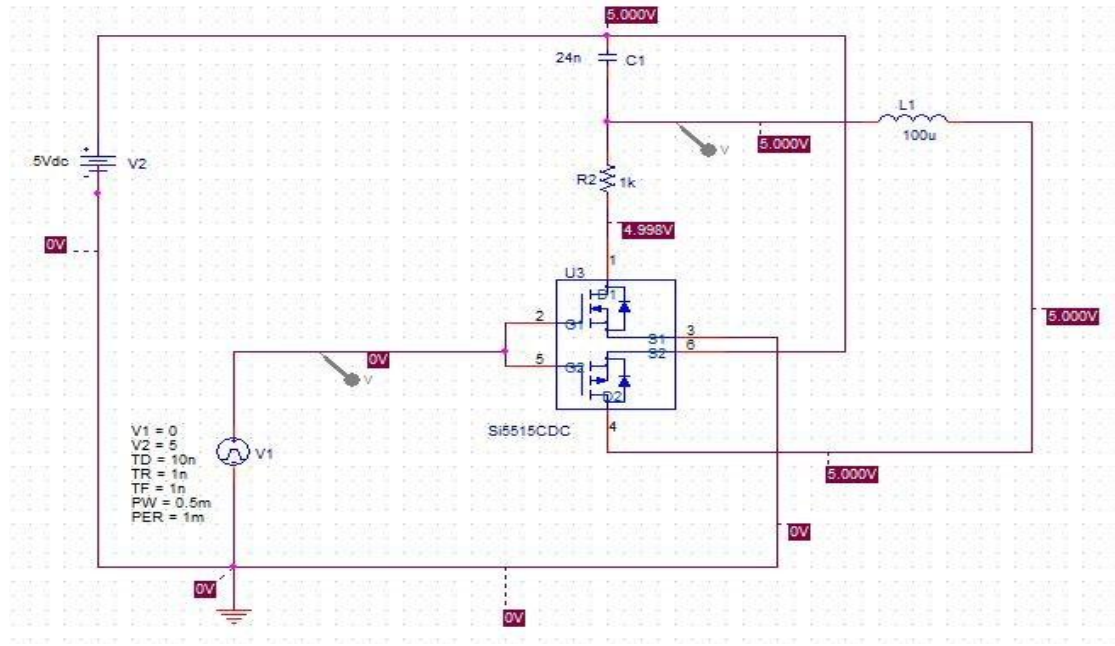 5.000V
24n
C1
L1
100u
V
5.000V
5Vdc
V2
R2
1k
0V
4.998V
1
U3
D1
2
G1
3
S1
5.000V
6
S2
0V
V
5
G2
D2
Si5515CDC
4
V1 = 0
V2 = 5
TD = 10n
TR = 1n
TF = 1n
PW = 0.5m
PER = 1m
V1
5.000V
0V
0V
0V